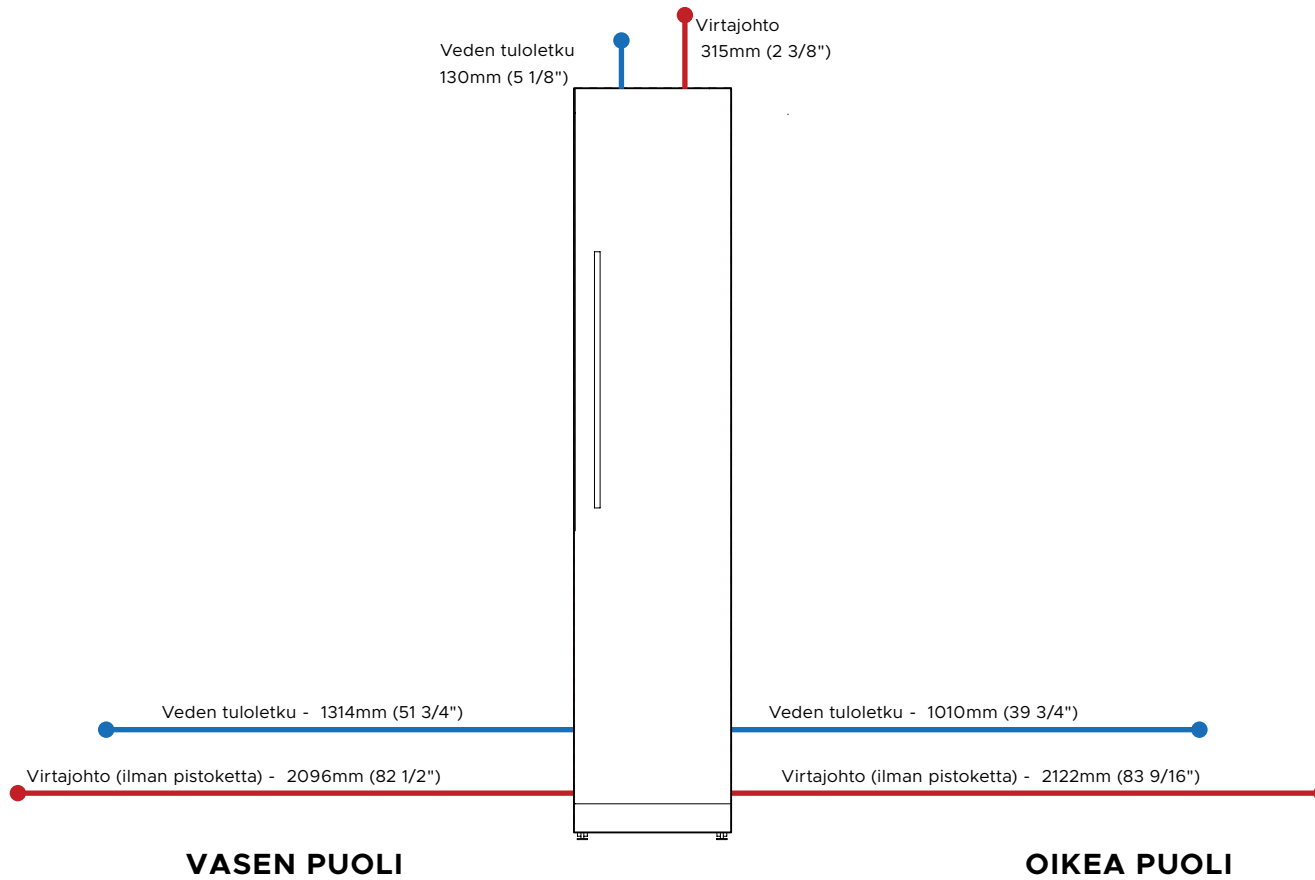 Virtajohto
315mm (2 3/8")
Veden tuloletku
130mm (5 1/8")
Veden tuloletku - 1314mm (51 3/4")
Veden tuloletku - 1010mm (39 3/4")
Virtajohto (ilman pistoketta) - 2096mm (82 1/2")
Virtajohto (ilman pistoketta) - 2122mm (83 9/16")
VASEN PUOLI
OIKEA PUOLI